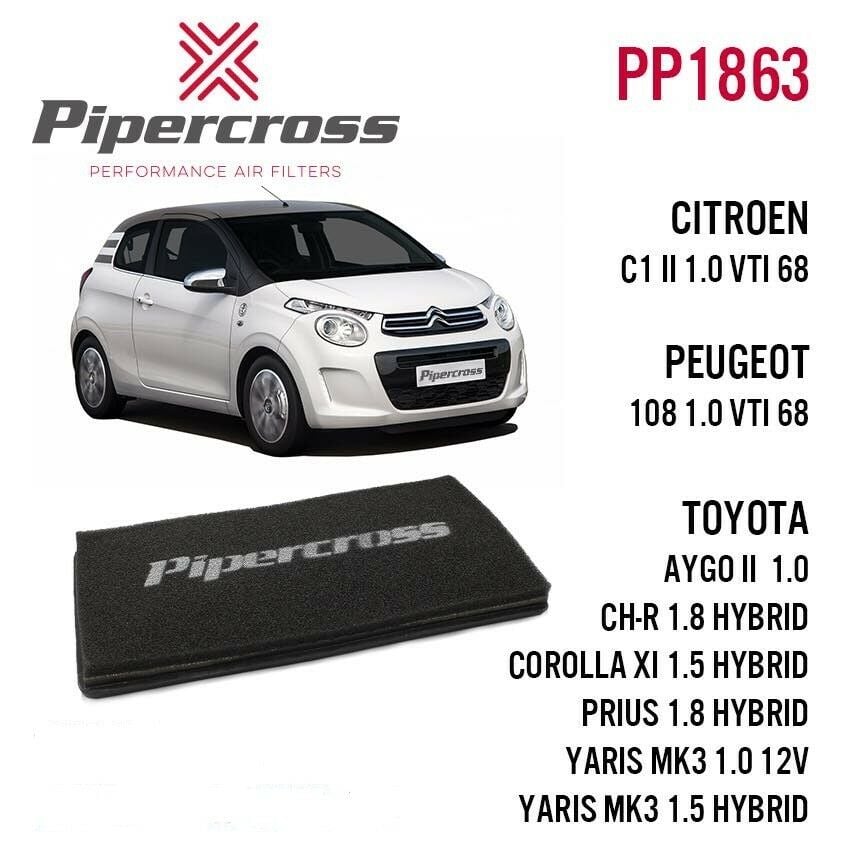 Pipercross
PERFORMANCE AIR FILTERS
PP1863
CITROEN
C1 II 1.0 VTI 68
PEUGEOT
108 1.0 VTI 68
Pipercross
Pipercross
TOYOTA
AYGO II 1.0
CH-R 1.8 HYBRID
COROLLA XI 1.5 HYBRID
PRIUS 1.8 HYBRID
YARIS MK3 1.0 12V
YARIS MK3 1.5 HYBRID